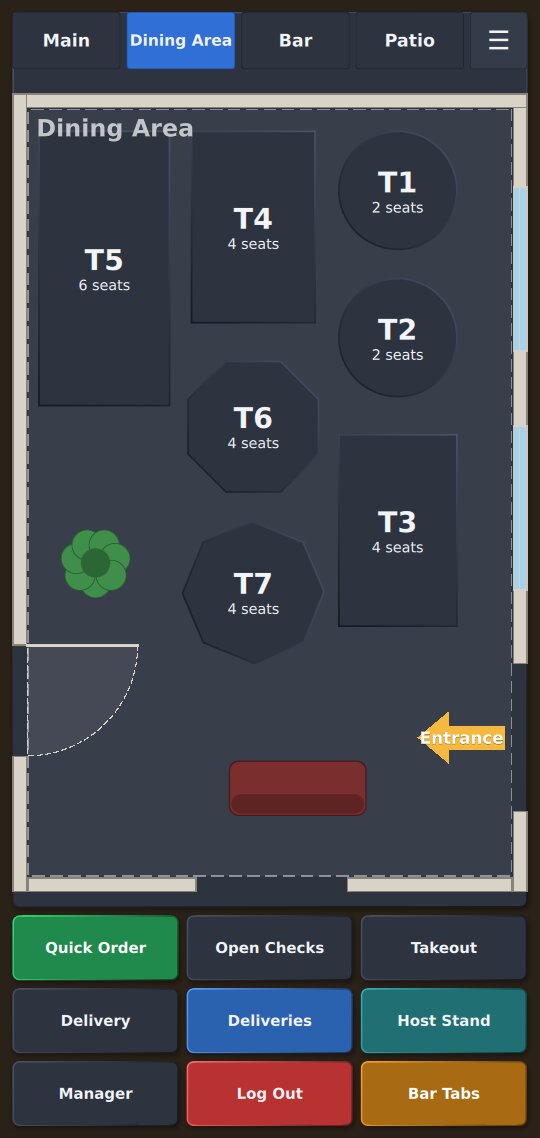 Main
Dining Area
Bar
Patio
☰
Dining Area
T5
6 seats
T4
4 seats
T1
2 seats
T2
2 seats
T6
4 seats
T3
4 seats
T7
4 seats
Entrance
Quick Order
Open Checks
Takeout
Delivery
Deliveries
Host Stand
Manager
Log Out
Bar Tabs